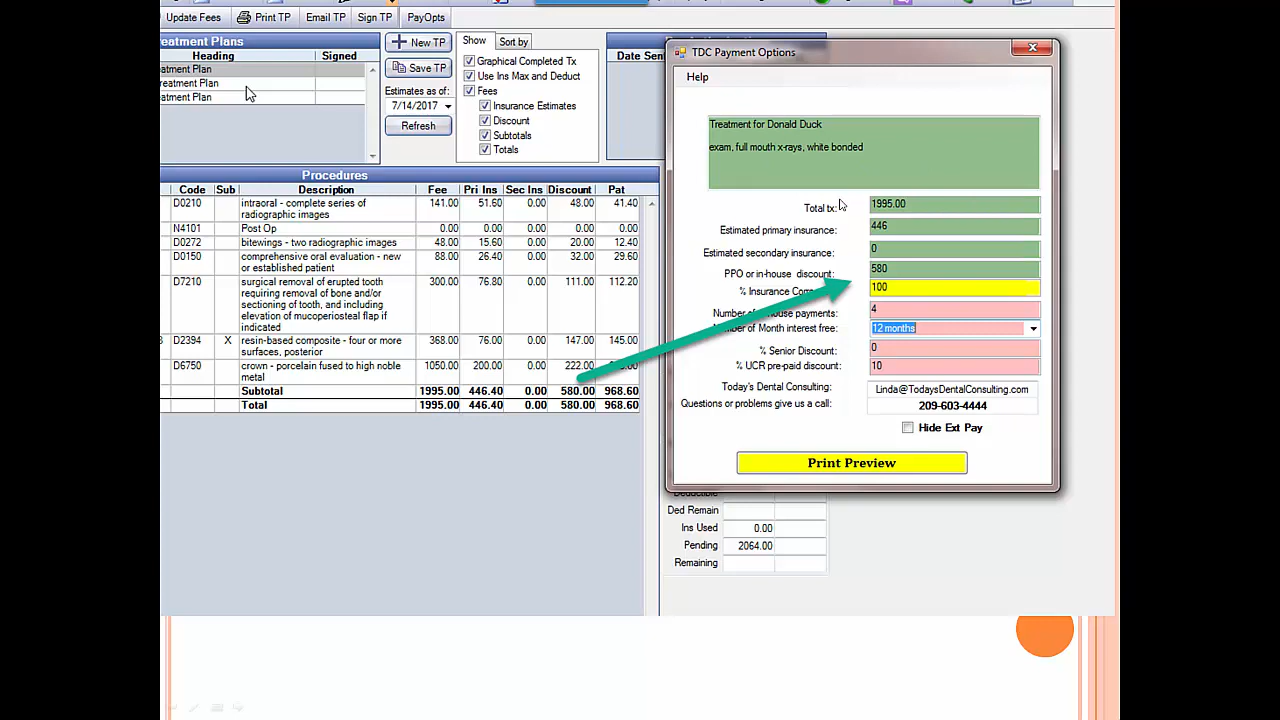 Update Fees Print TP Email TP Sign TP PayOpts
eatment Plans
Heading Signed
eatment Plan
reatment Plan
eatment Plan
New TP
Save TP
Estimates as of:
7/14/2017
Refresh
Show Sort by
Graphical Completed Tx
Use Ins Max and Deduct
Fees
Insurance Estimates
Discount
Subtotals
Totals
Date Sen
Procedures
Code Sub Description Fee Pri Ins Sec Ins Discount Pat
D0210 intraoral - complete series of 141.00 51.60 0.00 48.00 41.40
radiographic images
N4101 Post Op 0.00 0.00 0.00 0.00 0.00
D0272 bitewings - two radiographic images 48.00 15.60 0.00 20.00 12.40
D0150 comprehensive oral evaluation - new 88.00 26.40 0.00 32.00 29.60
or established patient
D7210 surgical removal of erupted tooth 300.00 76.80 0.00 111.00 112.20
requiring removal of bone and/or
sectioning of tooth, and including
elevation of mucoperiosteal flap if
indicated
D2394 X resin-based composite - four or more 368.00 76.00 0.00 147.00 145.00
surfaces, posterior
D6750 crown - porcelain fused to high noble 1050.00 200.00 0.00 222.00
metal
Subtotal 1995.00 446.40 0.00 580.00 968.60
Total 1995.00 446.40 0.00 580.00 968.60
TDC Payment Options
Help
Treatment for Donald Duck
exam, full mouth x-rays, white bonded
Total tx: 1995.00
Estimated primary insurance: 446
Estimated secondary insurance: 0
PPO or in-house discount: 580
% Insurance 100
Number of payments: 4
of Month interest free: 12 months
% Senior Discount: 0
% UCR pre-paid discount: 10
Today's Dental Consulting: Linda@TodaysDentalConsulting.com
Questions or problems give us a call: 209-603-4444
Hide Ext Pay
Print Preview
Ded Remain
Ins Used 0.00
Pending 2064.00
Remaining